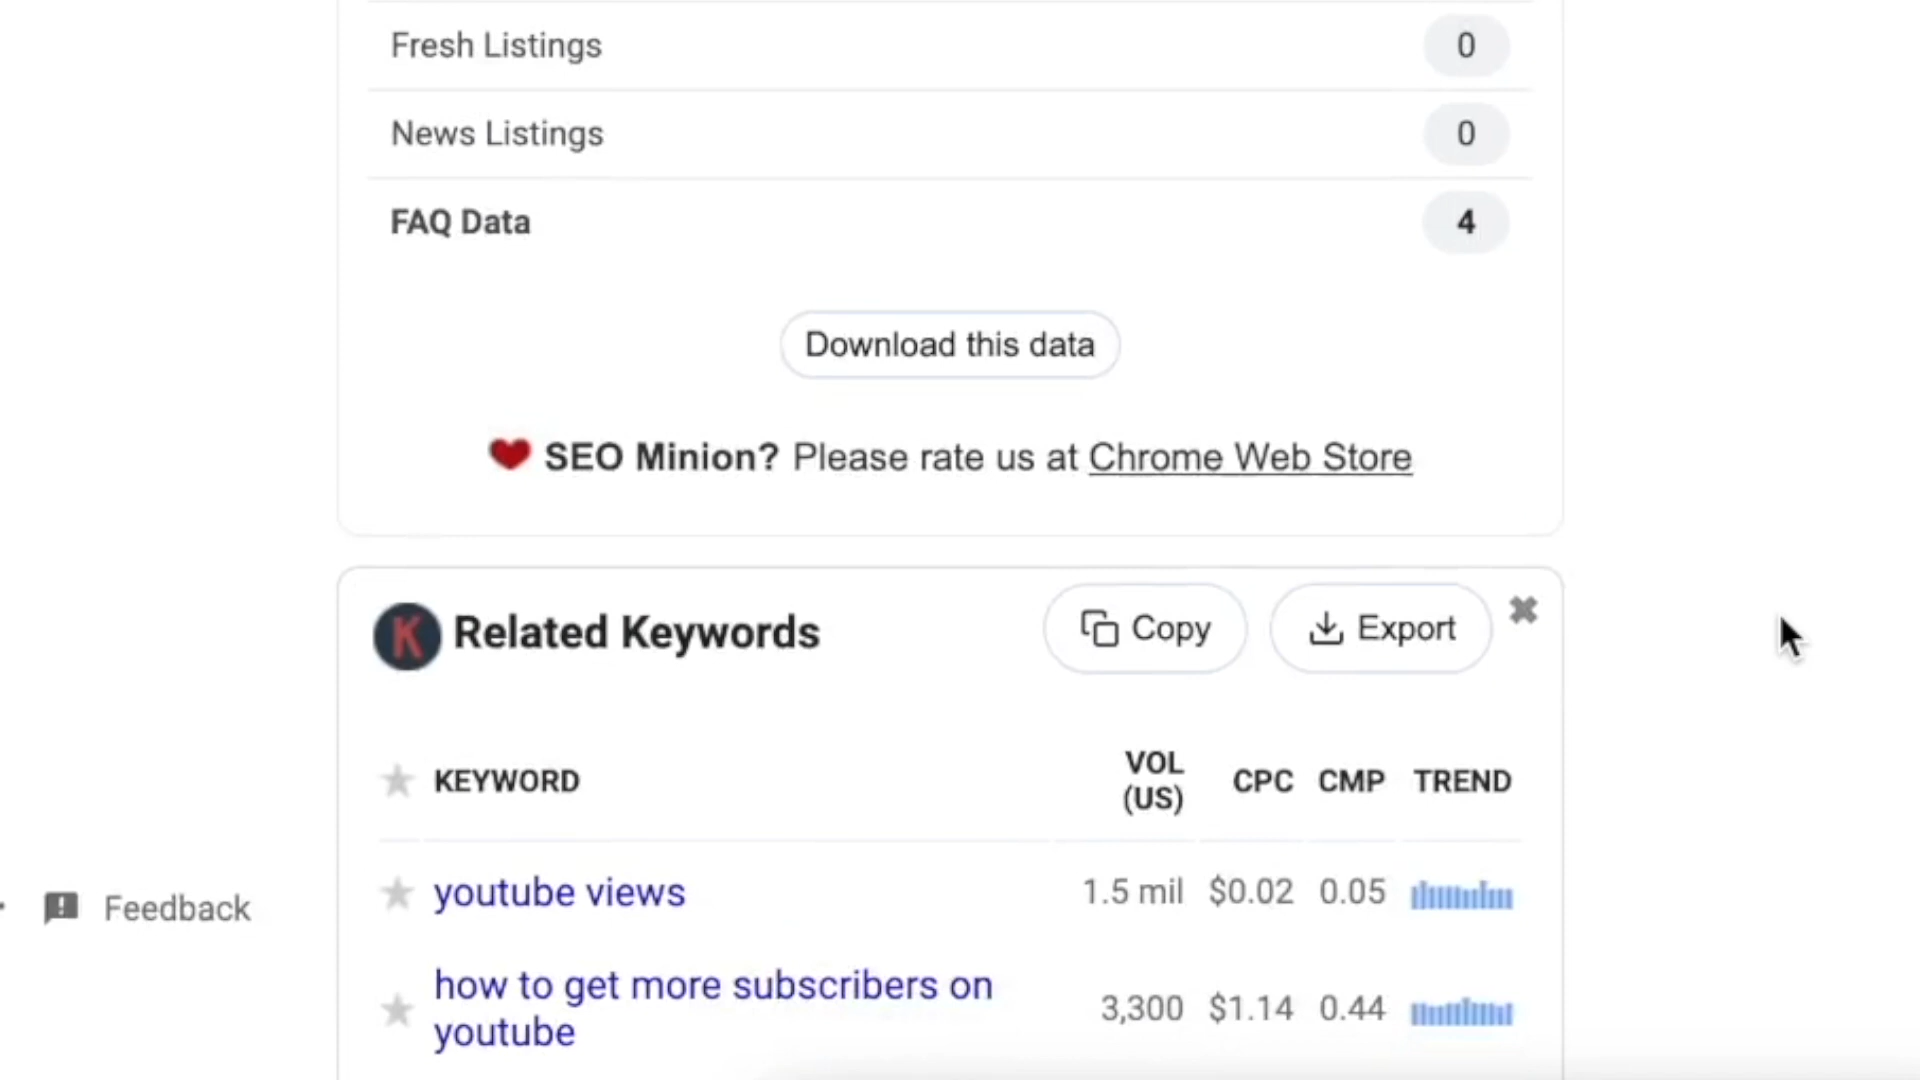 Fresh Listings 0
News Listings 0
FAQ Data 4
Download this data
SEO Minion? Please rate us at Chrome Web Store
K Related Keywords Copy Export
KEYWORD VOL (US) CPC CMP TREND
youtube views 1.5 mil $0.02 0.05
Feedback
how to get more subscribers on
youtube 3,300 $1.14 0.44